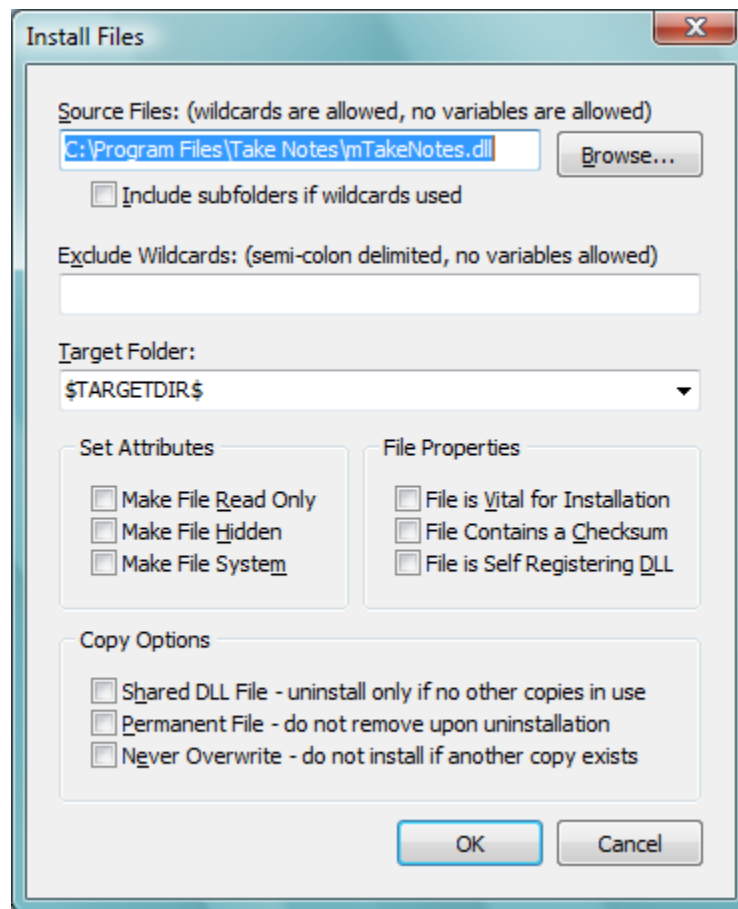 Install Files
Source Files: (wildcards are allowed, no variables are allowed)
C:\Program Files\Take Notes\mTakeNotes.dll
Browse...
Include subfolders if wildcards used
Exclude Wildcards: (semi-colon delimited, no variables allowed)
Target Folder:
$TARGETDIR$
Set Attributes
Make File Read Only
Make File Hidden
Make File System
File Properties
File is Vital for Installation
File Contains a Checksum
File is Self Registering DLL
Copy Options
Shared DLL File - uninstall only if no other copies in use
Permanent File - do not remove upon uninstallation
Never Overwrite - do not install if another copy exists
OK
Cancel